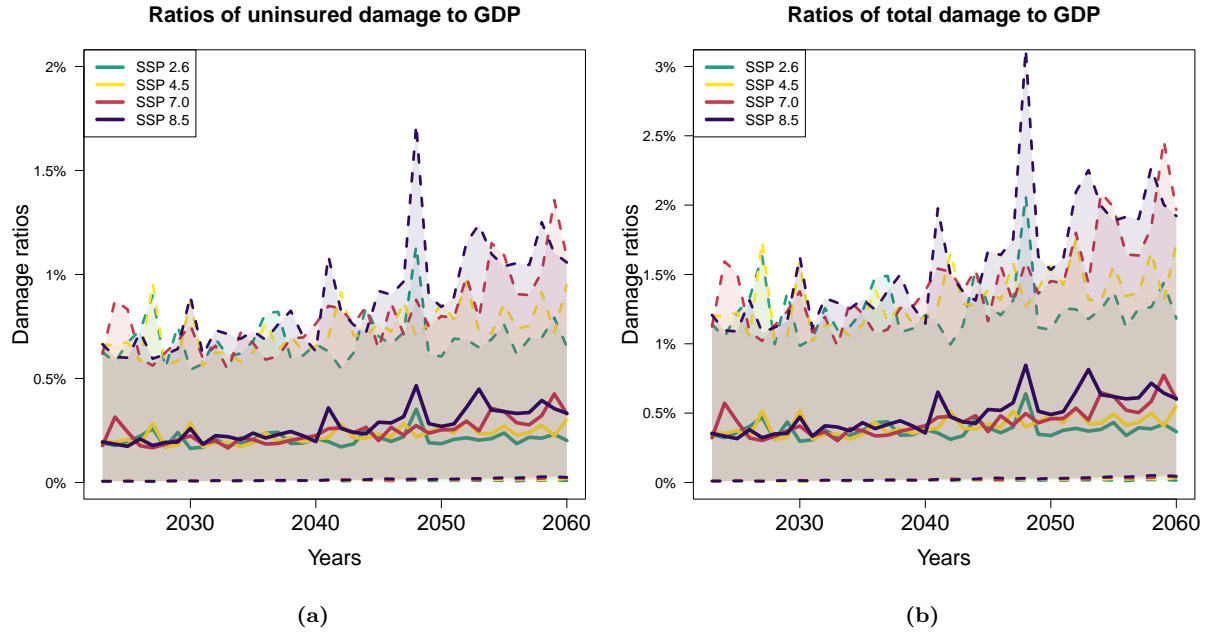 Ratios of uninsured damage to GDP
2%
1.5%
1%
0.5%
0%
Damage ratios
SSP 2.6
SSP 4.5
SSP 7.0
SSP 8.5
2030
2040
2050
2060
Years
(a)
Ratios of total damage to GDP
3%
2.5%
2%
1.5%
1%
0.5%
0%
Damage ratios
SSP 2.6
SSP 4.5
SSP 7.0
SSP 8.5
2030
2040
2050
2060
Years
(b)